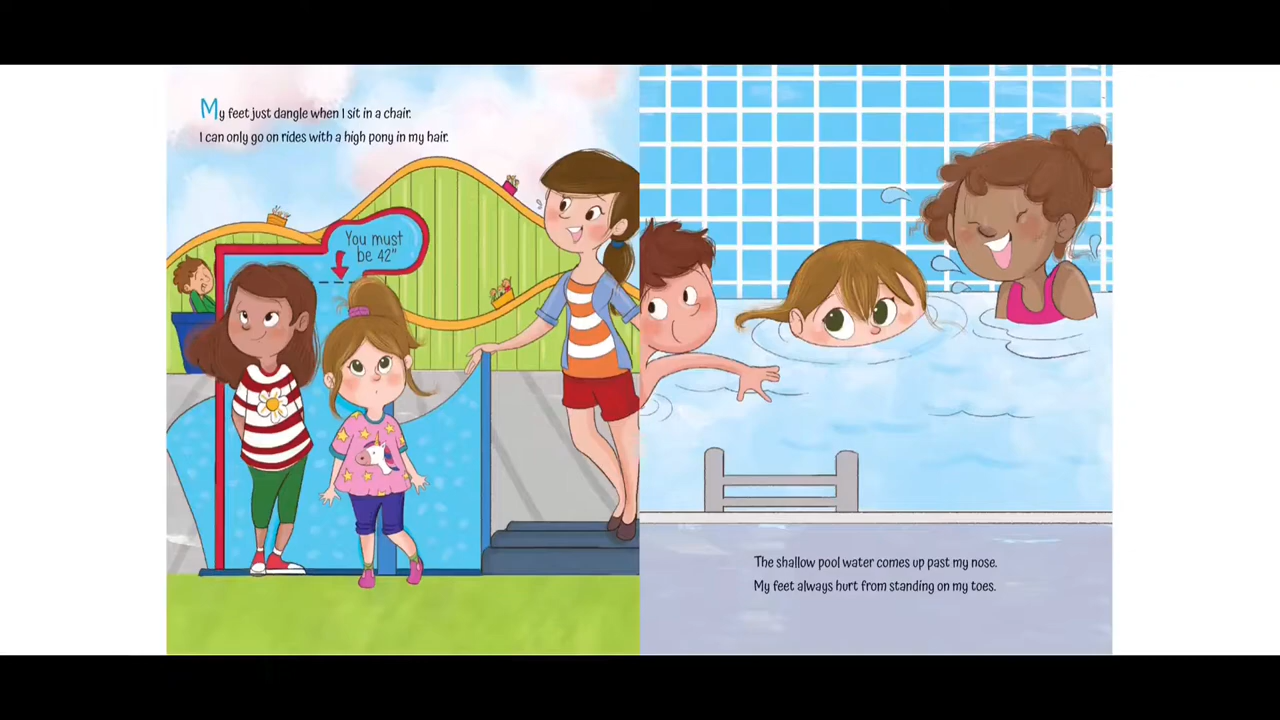 My feet just dangle when I sit in a chair.
I can only go on rides with a high pony in my hair.
You must
be 42"
The shallow pool water comes up past my nose.
My feet always hurt from standing on my toes.